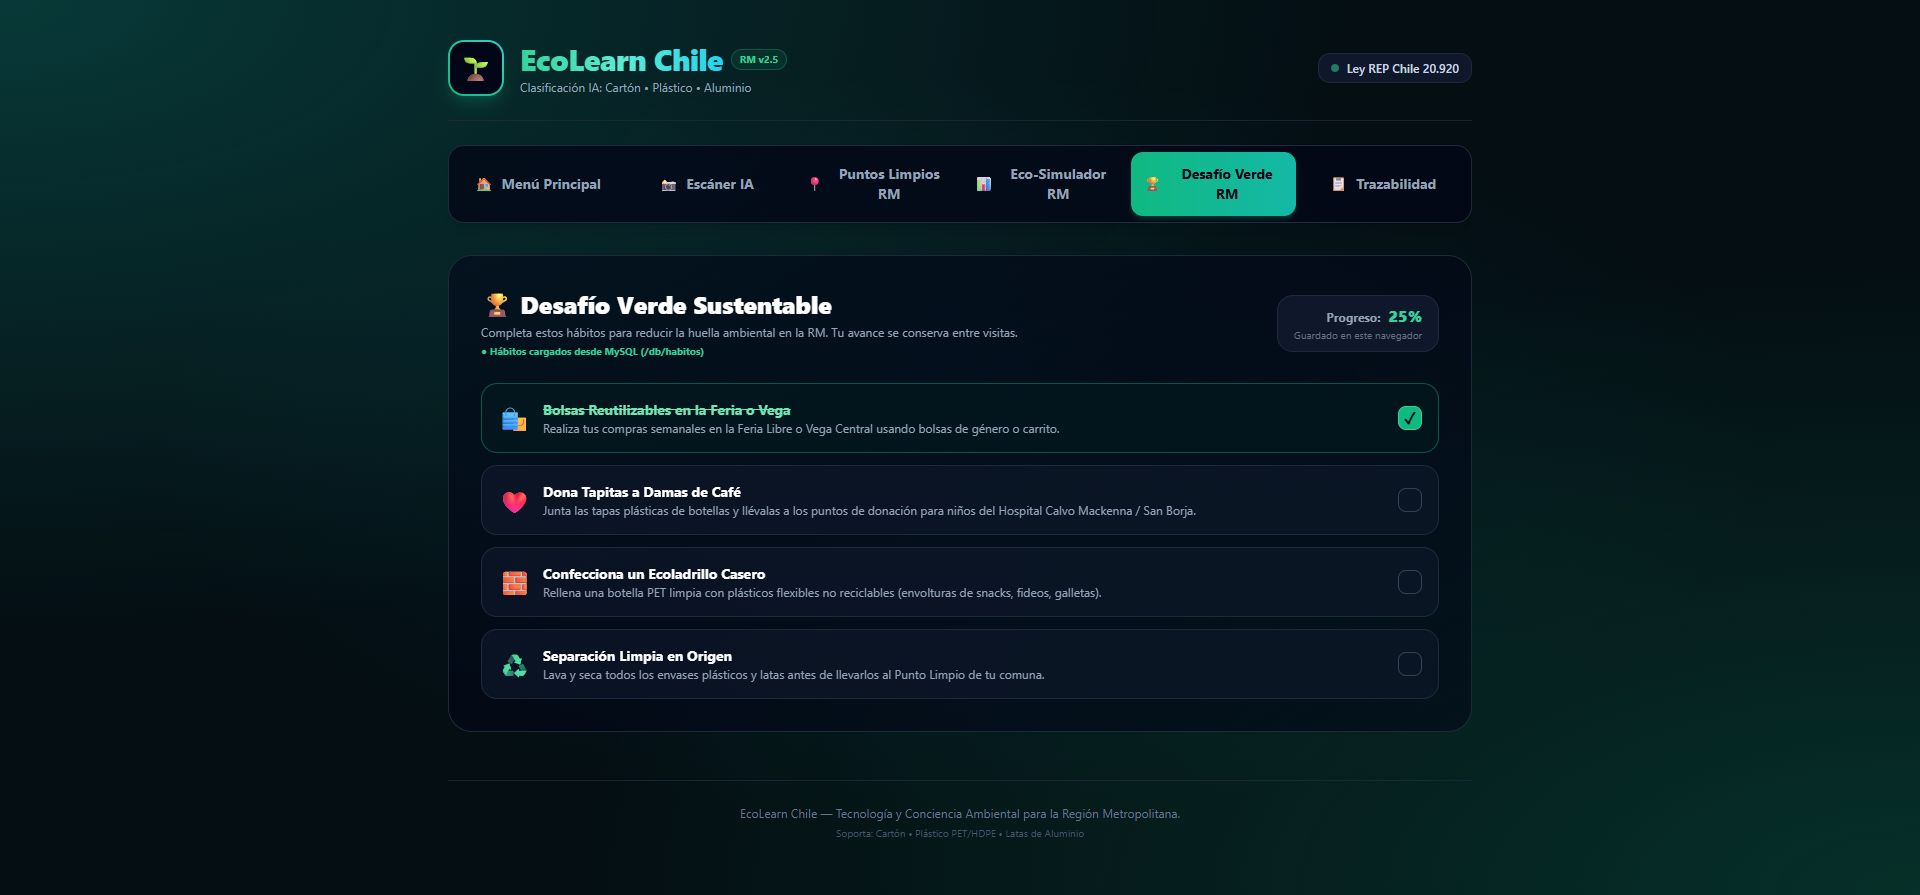 EcoLearn Chile
RM v2.5
Clasificación IA: Cartón • Plástico • Aluminio
Ley REP Chile 20.920
Menú Principal
Escáner IA
Puntos Limpios
RM
Eco-Simulador
RM
Desafío Verde
RM
Trazabilidad
Desafío Verde Sustentable
Completa estos hábitos para reducir la huella ambiental en la RM. Tu avance se conserva entre visitas.
● Hábitos cargados desde MySQL (/db/habitos)
Progreso: 25%
Guardado en este navegador
Bolsas Reutilizables en la Feria o Vega
Realiza tus compras semanales en la Feria Libre o Vega Central usando bolsas de género o carrito.
Dona Tapitas a Damas de Café
Junta las tapas plásticas de botellas y llévalas a los puntos de donación para niños del Hospital Calvo Mackenna / San Borja.
Confecciona un Ecoladrillo Casero
Rellena una botella PET limpia con plásticos flexibles no reciclables (envolturas de snacks, fideos, galletas).
Separación Limpia en Origen
Lava y seca todos los envases plásticos y latas antes de llevarlos al Punto Limpio de tu comuna.
EcoLearn Chile — Tecnología y Conciencia Ambiental para la Región Metropolitana.
Soporta: Cartón • Plástico PET/HDPE • Latas de Aluminio